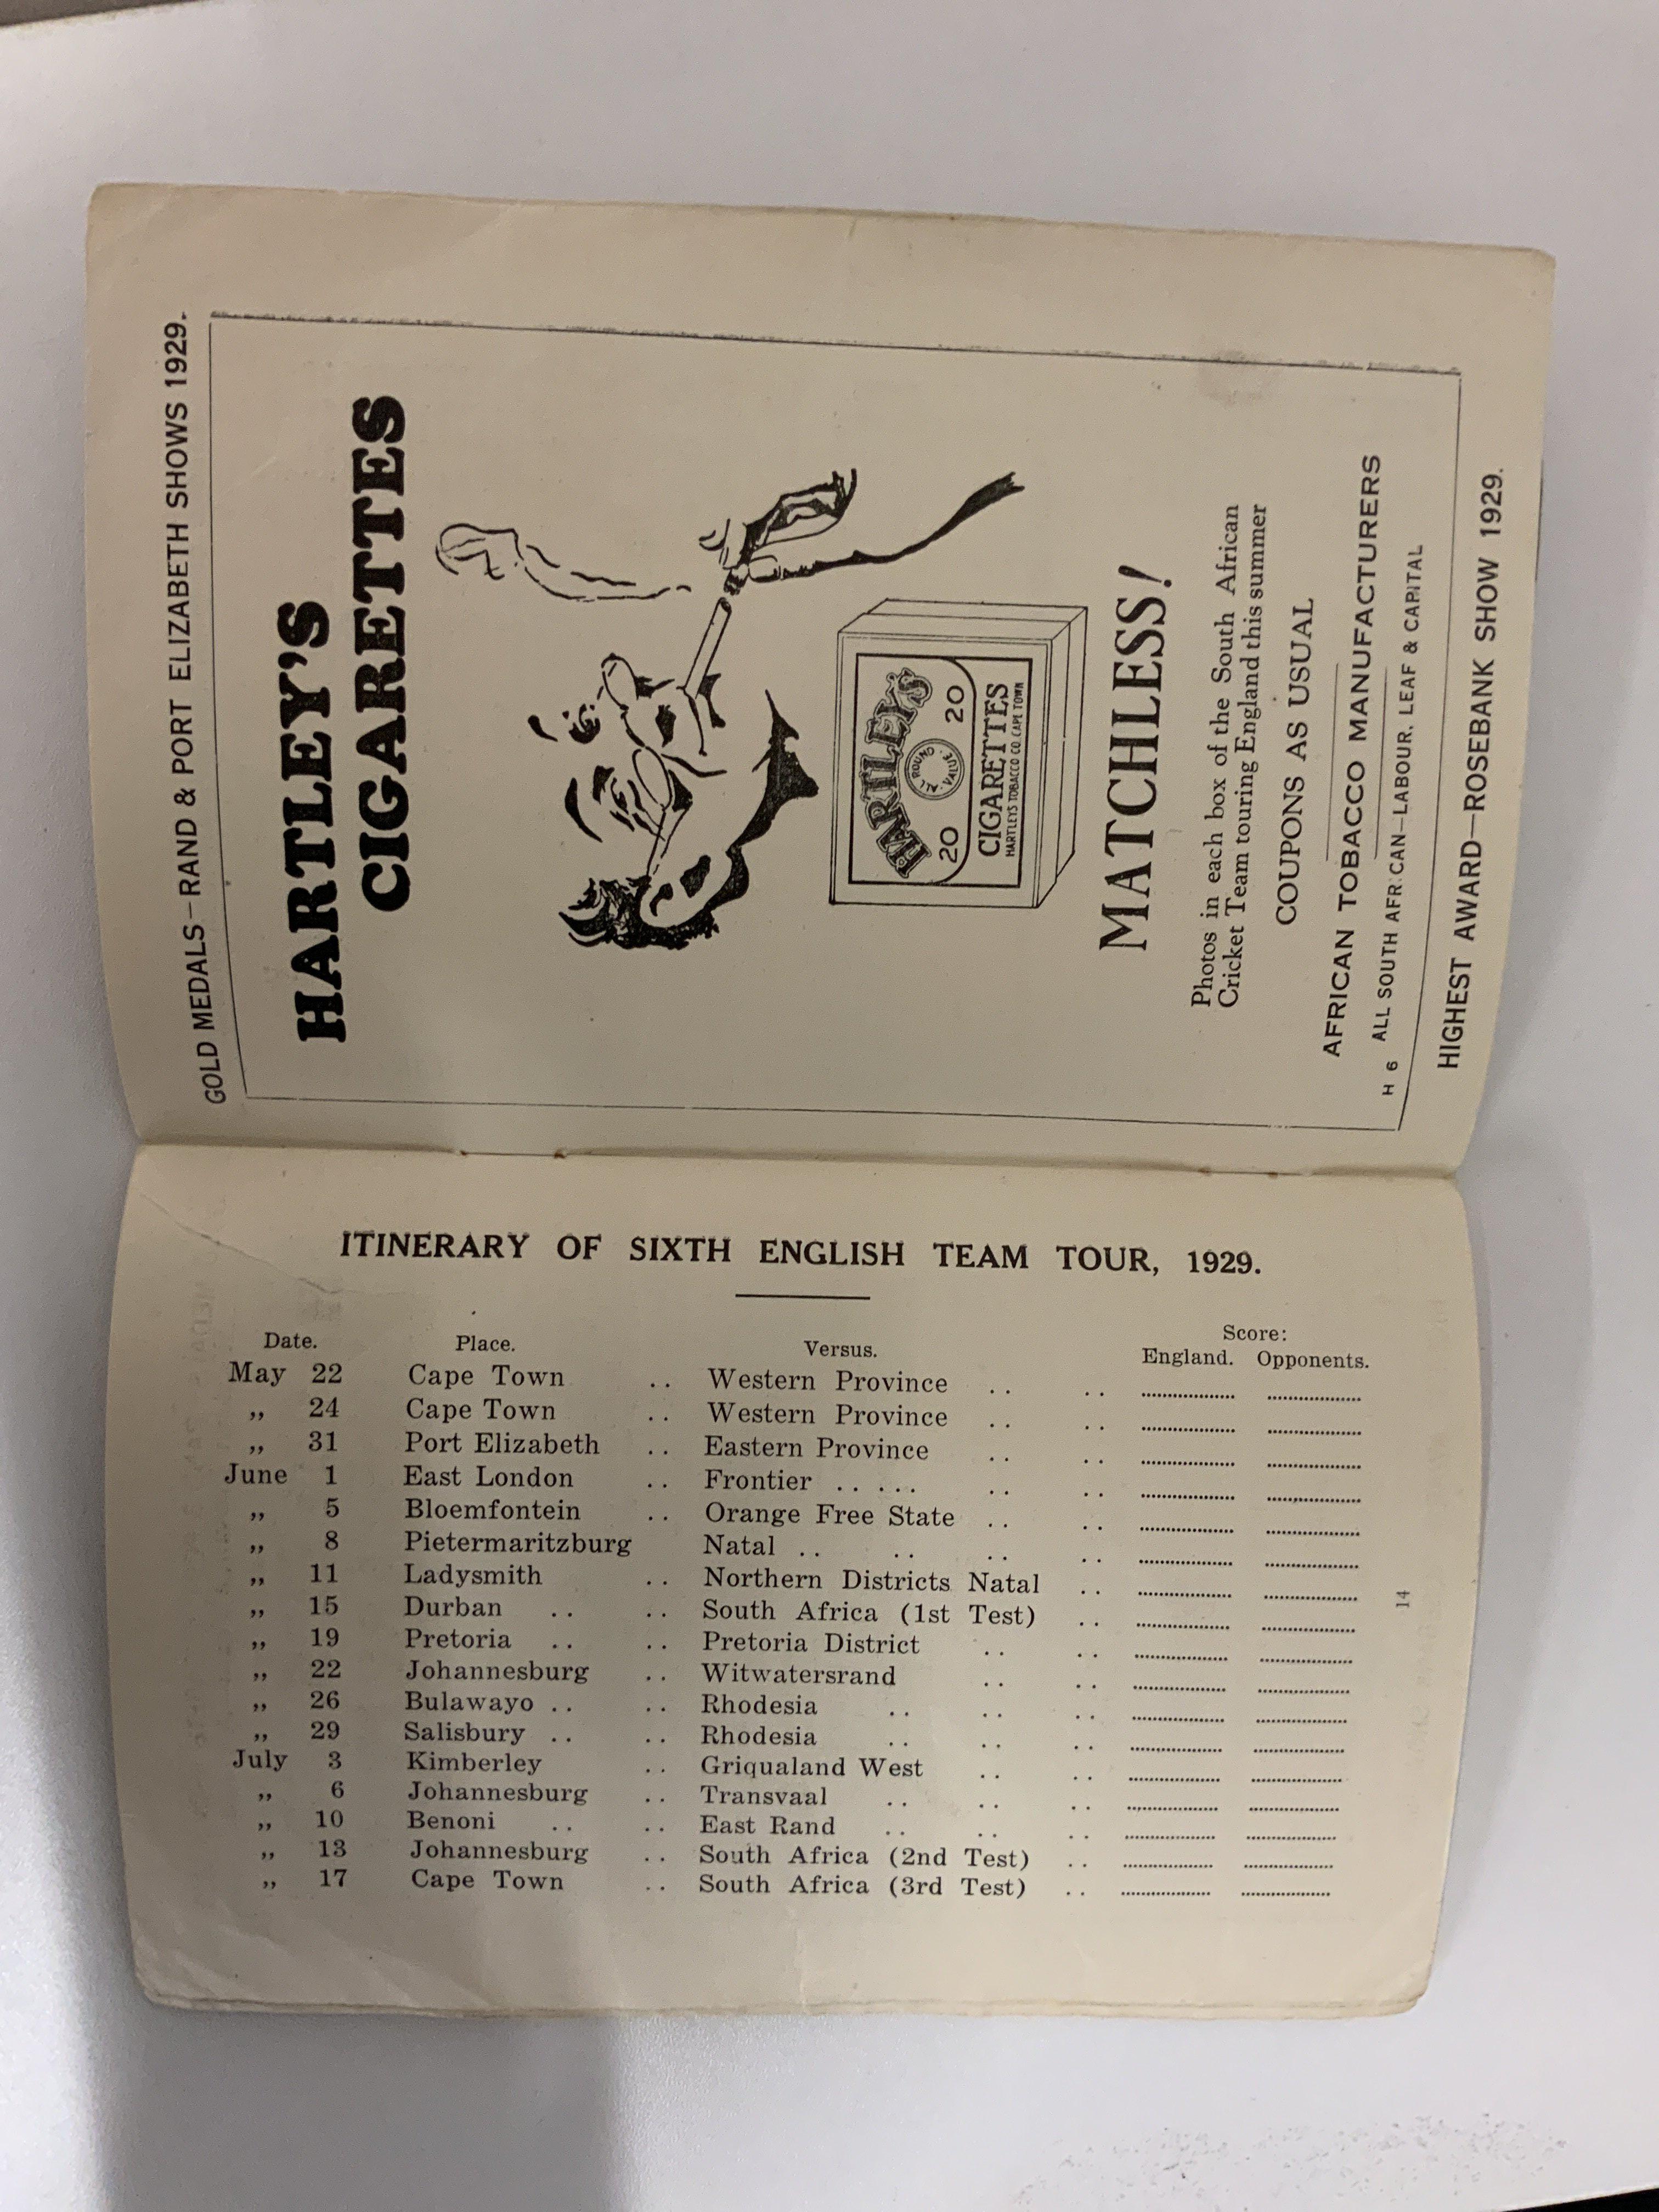 GOLD MEDALS—RAND & PORT ELIZABETH SHOWS 1929.
HARTLEY'S
CIGARETTES
HARTLEY'S
20 ALL ROUND VALUE. 20
CIGARETTES
HARTLEYS TOBACCO CO. CAPE TOWN
MATCHLESS!
Photos in each box of the South African
Cricket Team touring England this summer
COUPONS AS USUAL
AFRICAN TOBACCO MANUFACTURERS
H 6 ALL SOUTH AFRICAN—LABOUR, LEAF & CAPITAL
HIGHEST AWARD—ROSEBANK SHOW 1929.
ITINERARY OF SIXTH ENGLISH TEAM TOUR, 1929.
Date. Place. Versus. Score:
England. Opponents.
May 22 Cape Town .. Western Province .. .. .................. ..................
,, 24 Cape Town .. Western Province .. .. .................. ..................
,, 31 Port Elizabeth .. Eastern Province .. .. .................. ..................
June 1 East London .. Frontier .. ... .. .. .................. ..................
,, 5 Bloemfontein .. Orange Free State .. .. .................. ..................
,, 8 Pietermaritzburg Natal .. .. .. .. .................. ..................
,, 11 Ladysmith .. Northern Districts Natal .. .................. ..................
,, 15 Durban .. .. South Africa (1st Test) .. .................. ..................
,, 19 Pretoria .. .. Pretoria District .. .. .................. ..................
,, 22 Johannesburg .. Witwatersrand .. .. .................. ..................
,, 26 Bulawayo .. .. Rhodesia .. .. .. .................. ..................
,, 29 Salisbury .. .. Rhodesia .. .. .. .................. ..................
July 3 Kimberley .. Griqualand West .. .. .................. ..................
,, 6 Johannesburg .. Transvaal .. .. .. .................. ..................
,, 10 Benoni .. .. East Rand .. .. .. .................. ..................
,, 13 Johannesburg .. South Africa (2nd Test) .. .................. ..................
,, 17 Cape Town .. South Africa (3rd Test) .. .................. ..................
14